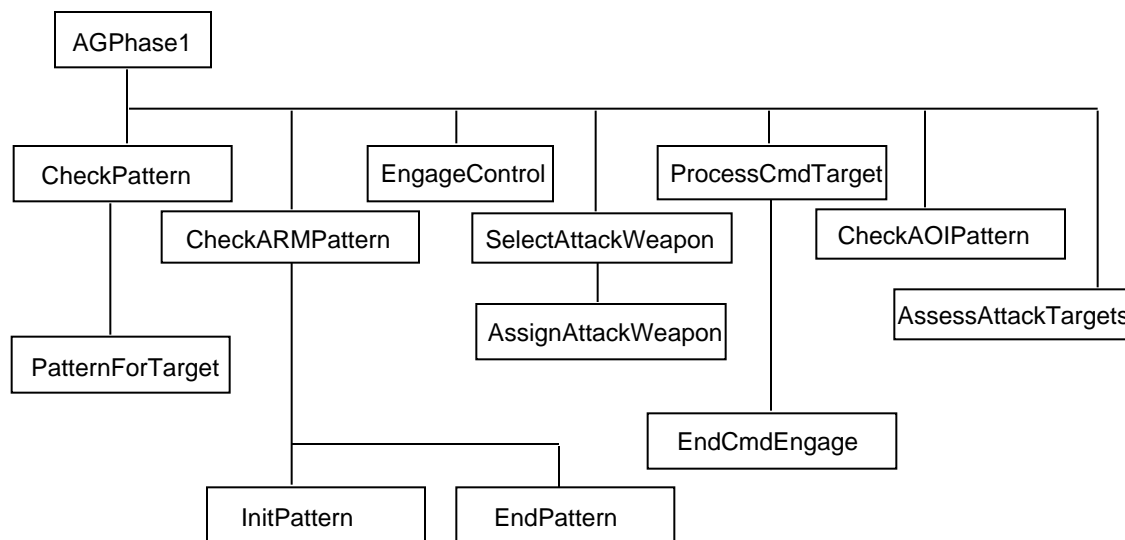 AGPhase1
CheckPattern
EngageControl
ProcessCmdTarget
CheckARMPattern
SelectAttackWeapon
CheckAOIPattern
AssessAttackTargets
AssignAttackWeapon
PatternForTarget
EndCmdEngage
InitPattern
EndPattern